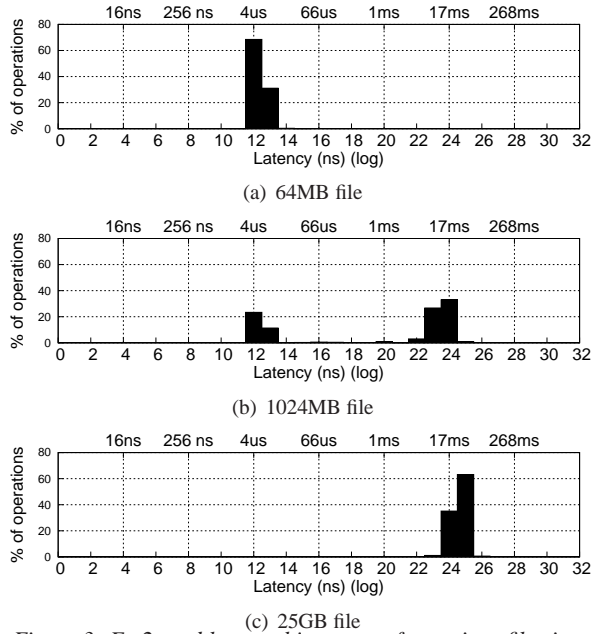 16ns 256 ns 4us 66us 1ms 17ms 268ms
80
60
40
20
0
% of operations
0 2 4 6 8 10 12 14 16 18 20 22 24 26 28 30 32
Latency (ns) (log)
(a) 64MB file
16ns 256 ns 4us 66us 1ms 17ms 268ms
80
60
40
20
0
% of operations
0 2 4 6 8 10 12 14 16 18 20 22 24 26 28 30 32
Latency (ns) (log)
(b) 1024MB file
16ns 256 ns 4us 66us 1ms 17ms 268ms
80
60
40
20
0
% of operations
0 2 4 6 8 10 12 14 16 18 20 22 24 26 28 30 32
Latency (ns) (log)
(c) 25GB file